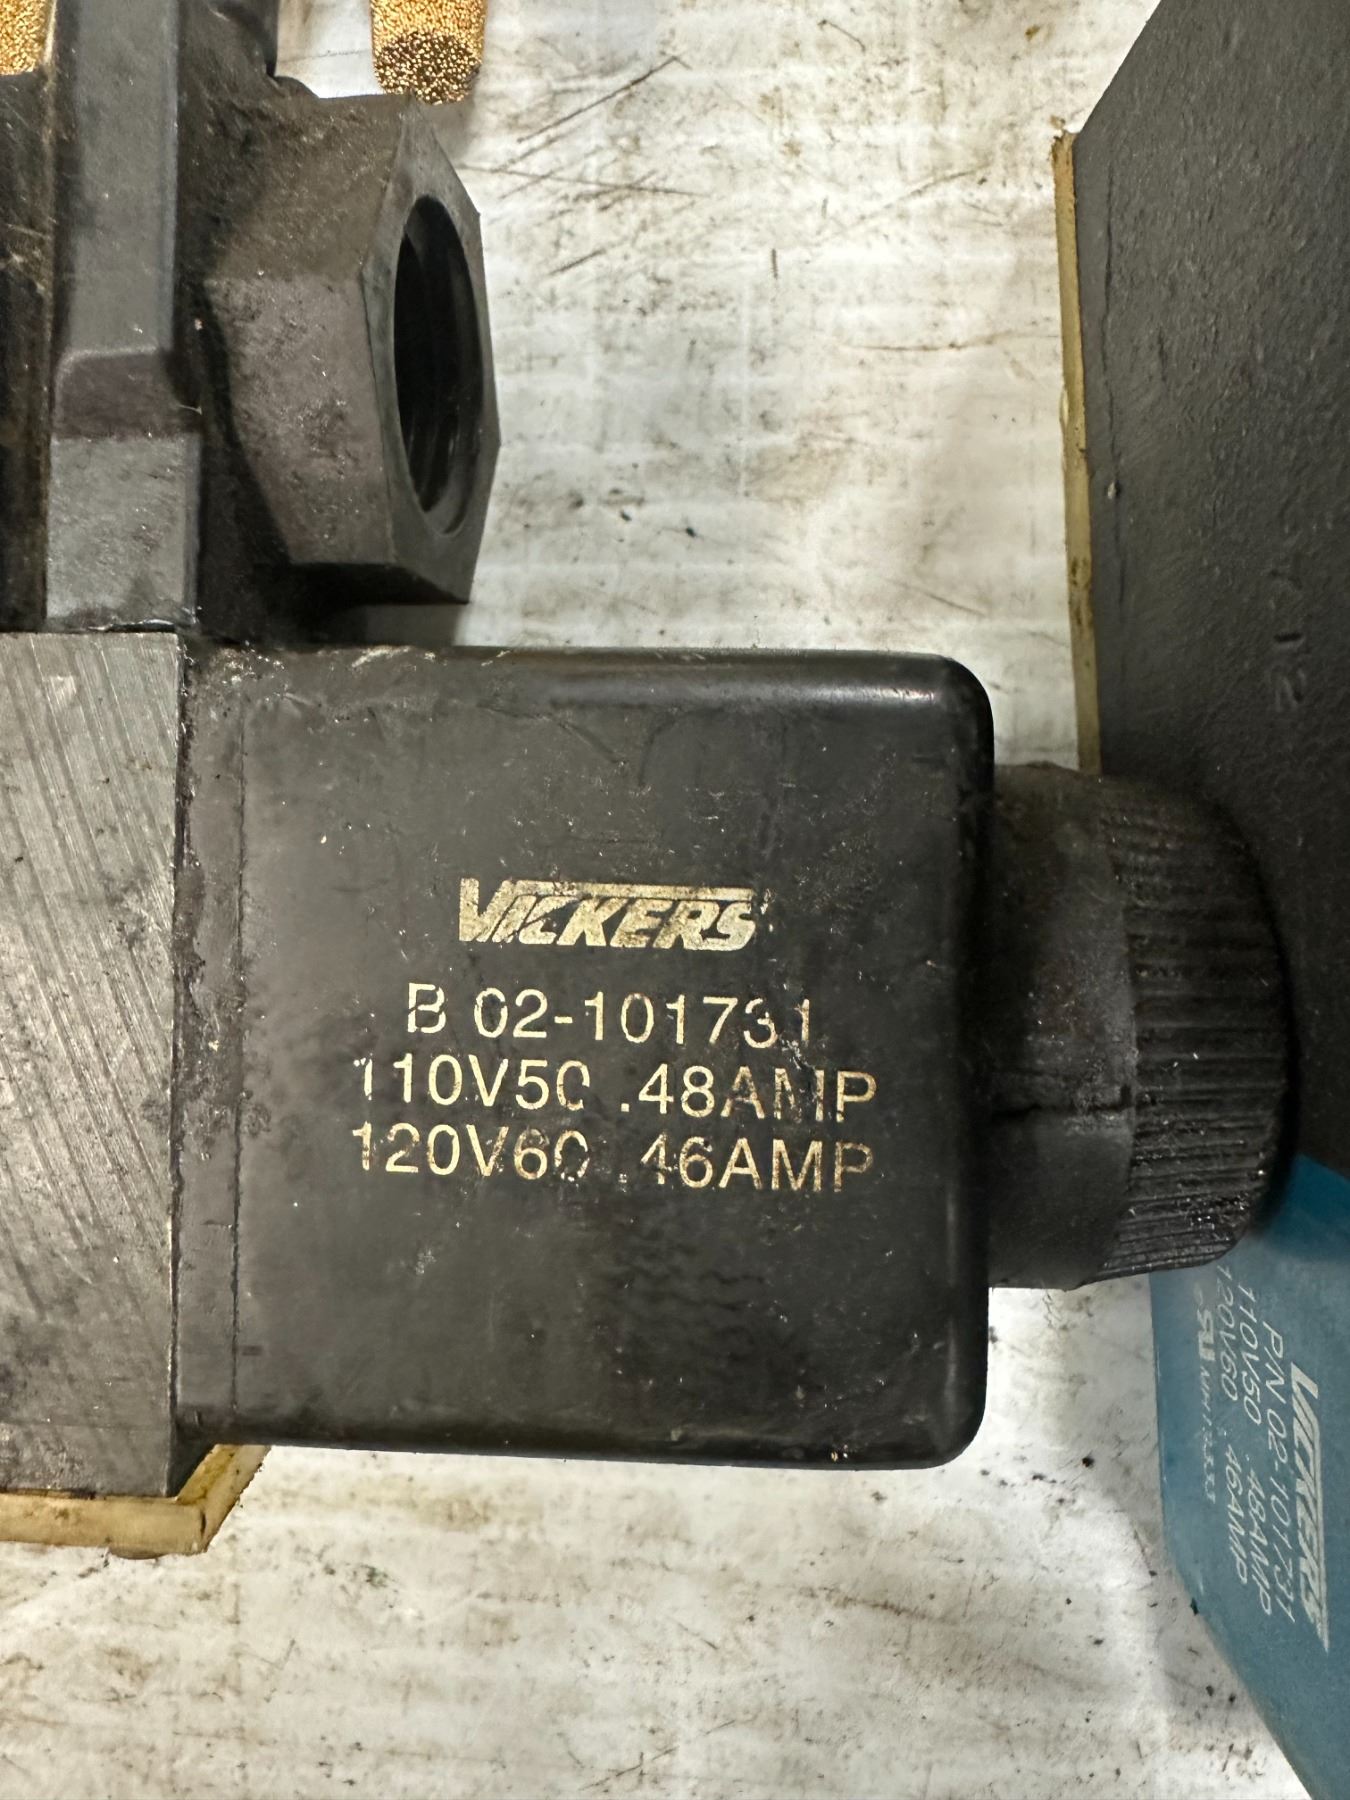 VICKERS
B 02-101731
110V50 .48AMP
120V60 .46AMP
VICKERS
P/N 02-101731
110V50 .48AMP
120V60 .46AMP